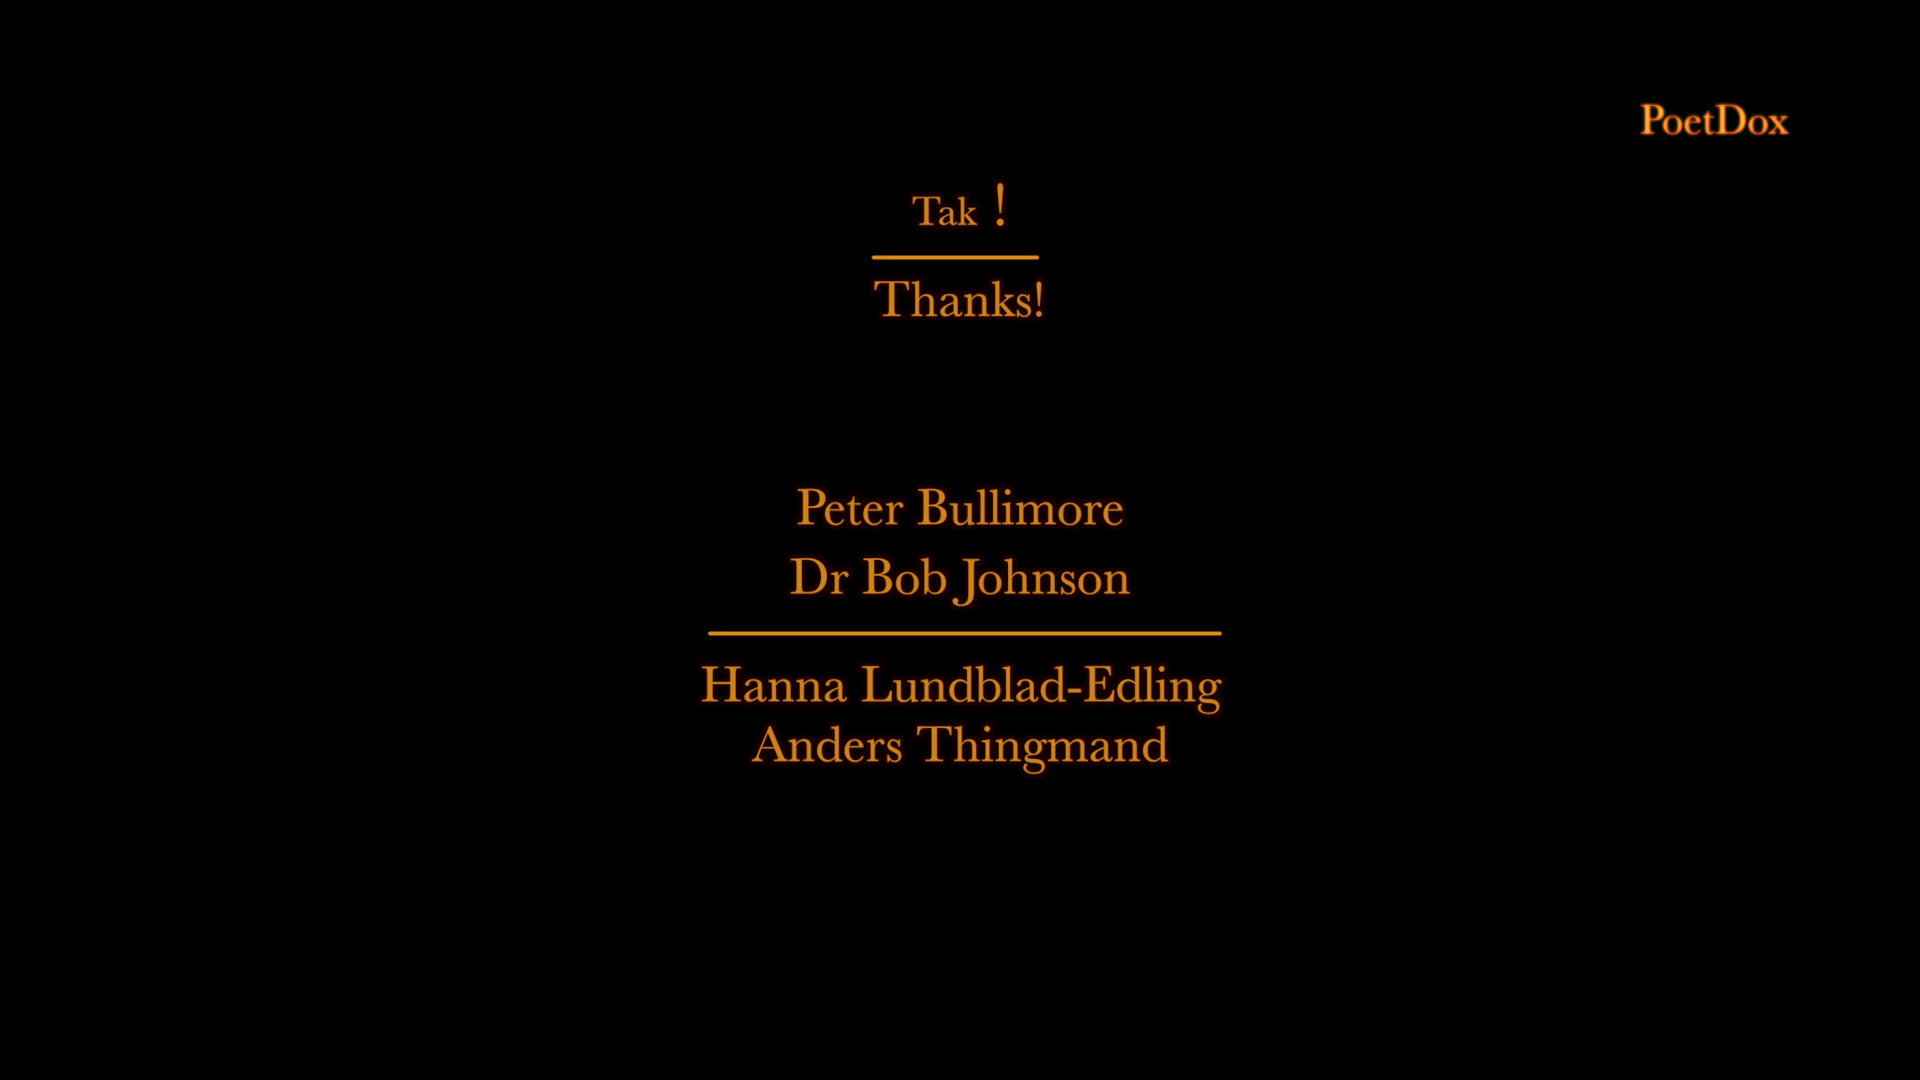 PoetDox
Tak !
Thanks!
Peter Bullimore
Dr Bob Johnson
Hanna Lundblad-Edling
Anders Thingmand